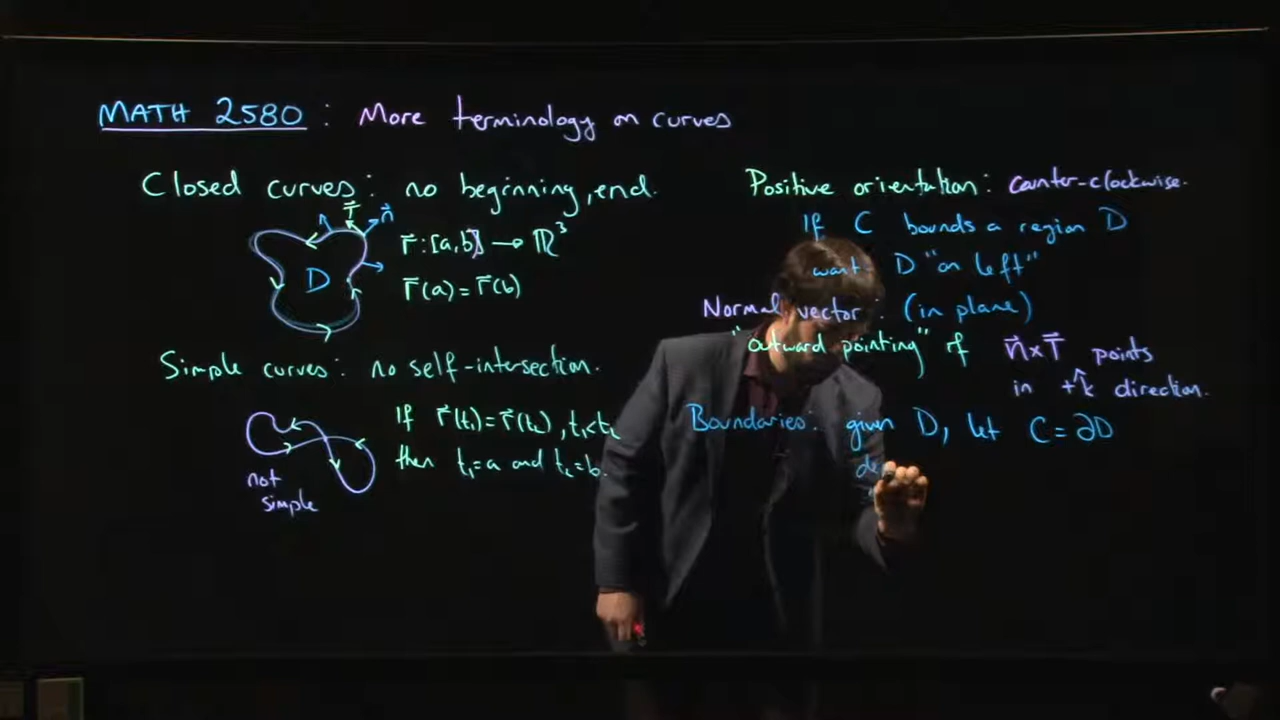 MATH 2580 : More terminology on curves
Closed curves: no beginning, end.
T⃗ n⃗
D
r⃗ : [a,b] → ℝ³
r⃗(a) = r⃗(b)
Simple curves: no self-intersection.
not
simple
If r⃗(t₁) = r⃗(t₂), t₁<t₂
then t₁=a and t₂=b.
Positive orientation: counter-clockwise.
If C bounds a region D
want D "on left"
Normal vector: (in plane)
"outward pointing" if n⃗×T⃗ points
in +k̂ direction.
Boundaries: given D, let C=∂D